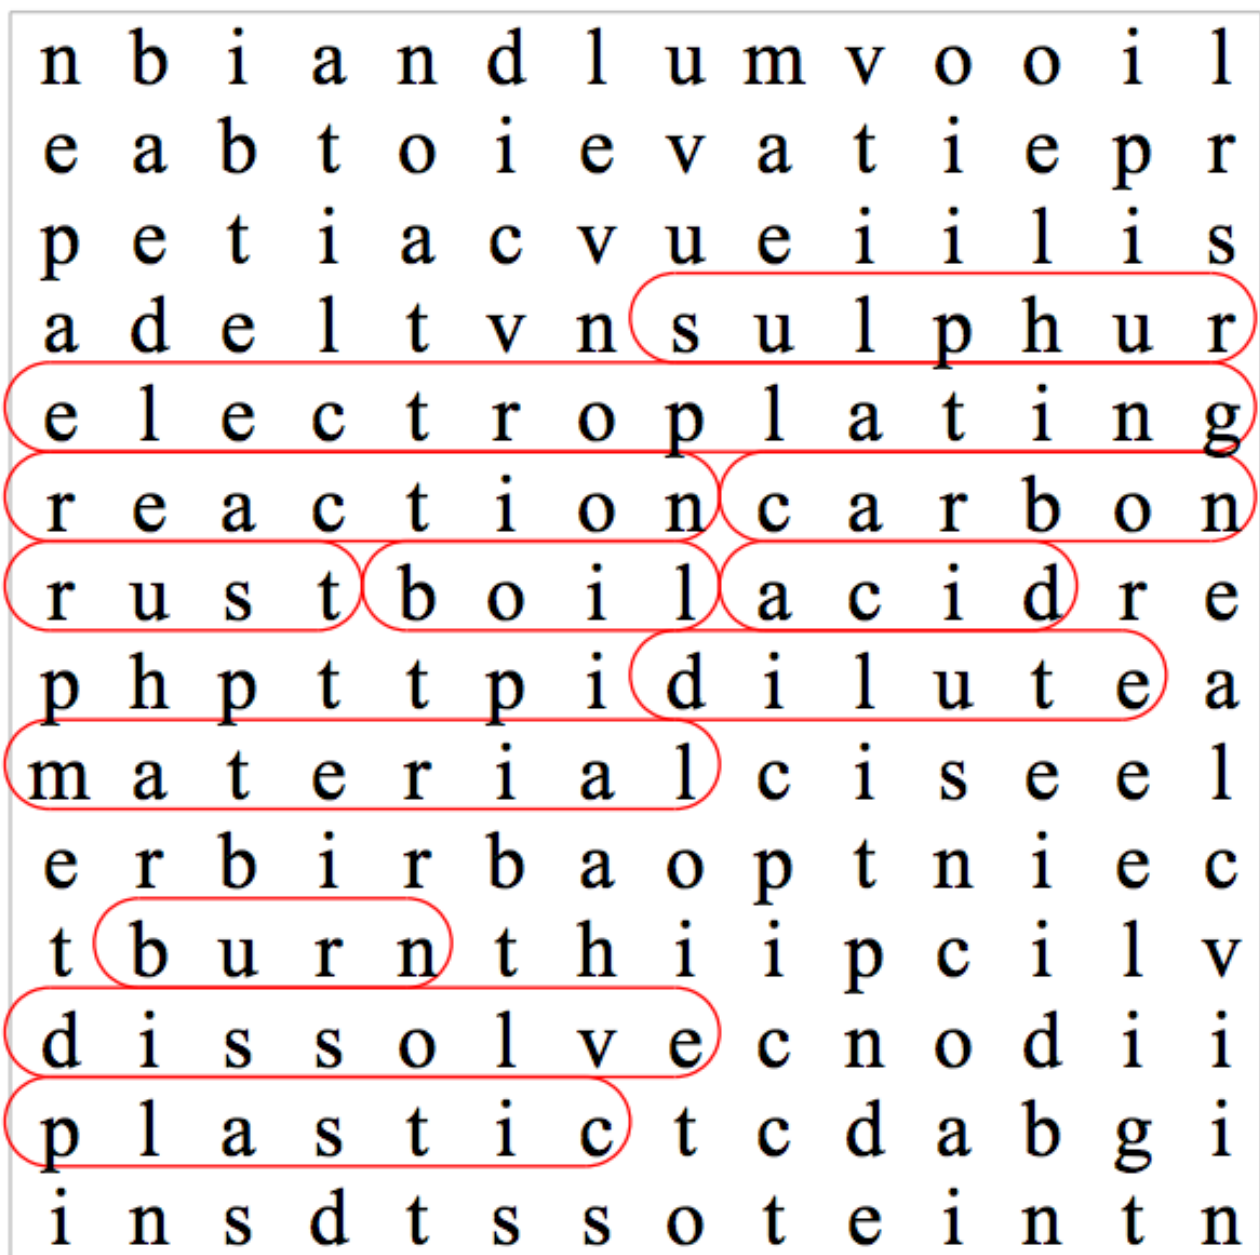 n b i a n d l u m v o o i l
e a b t o i e v a t i e p r
p e t i a c v u e i i l i s
a d e l t v n s u l p h u r
e l e c t r o p l a t i n g
r e a c t i o n c a r b o n
r u s t b o i l a c i d r e
p h p t t p i d i l u t e a
m a t e r i a l c i s e e l
e r b i r b a o p t n i e c
t b u r n t h i i p c i l v
d i s s o l v e c n o d i i
p l a s t i c t c d a b g i
i n s d t s s o t e i n t n